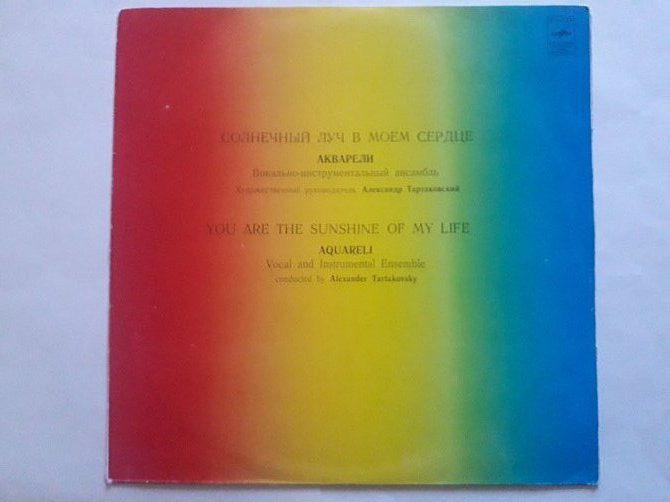 СОЛНЕЧНЫЙ ЛУЧ В МОЕМ СЕРДЦЕ
АКВАРЕЛИ
Вокально-инструментальный ансамбль
Художественный руководитель Александр Тартаковский
YOU ARE THE SUNSHINE OF MY LIFE
AQUARELI
Vocal and Instrumental Ensemble
conducted by Alexander Tartakovsky